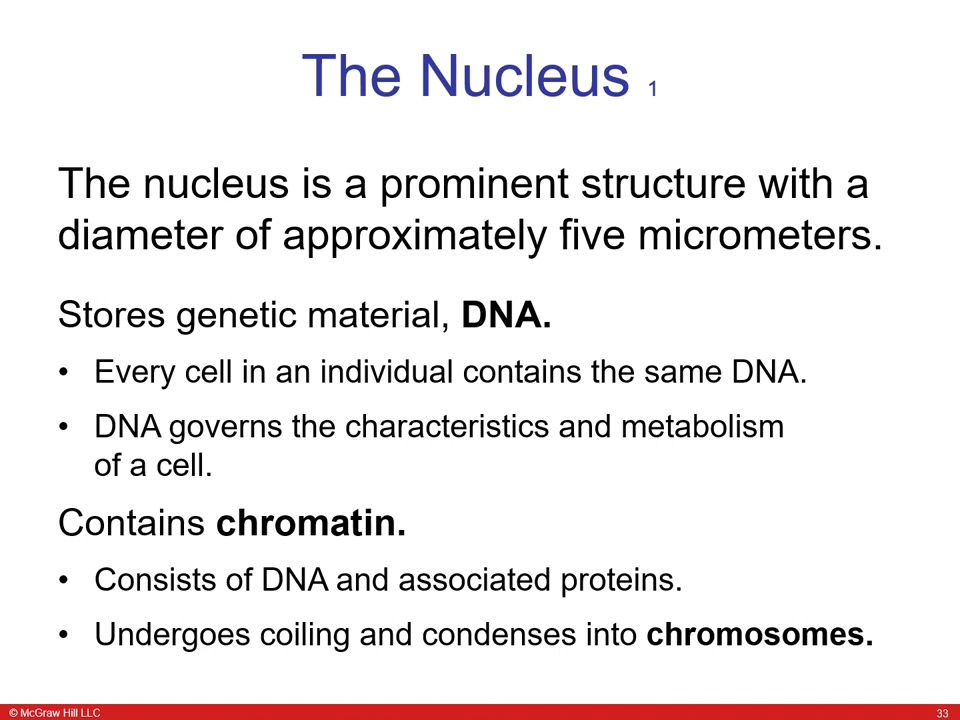 The Nucleus 1
The nucleus is a prominent structure with a
diameter of approximately five micrometers.
Stores genetic material, DNA.
• Every cell in an individual contains the same DNA.
• DNA governs the characteristics and metabolism
of a cell.
Contains chromatin.
• Consists of DNA and associated proteins.
• Undergoes coiling and condenses into chromosomes.
© McGraw Hill LLC
33